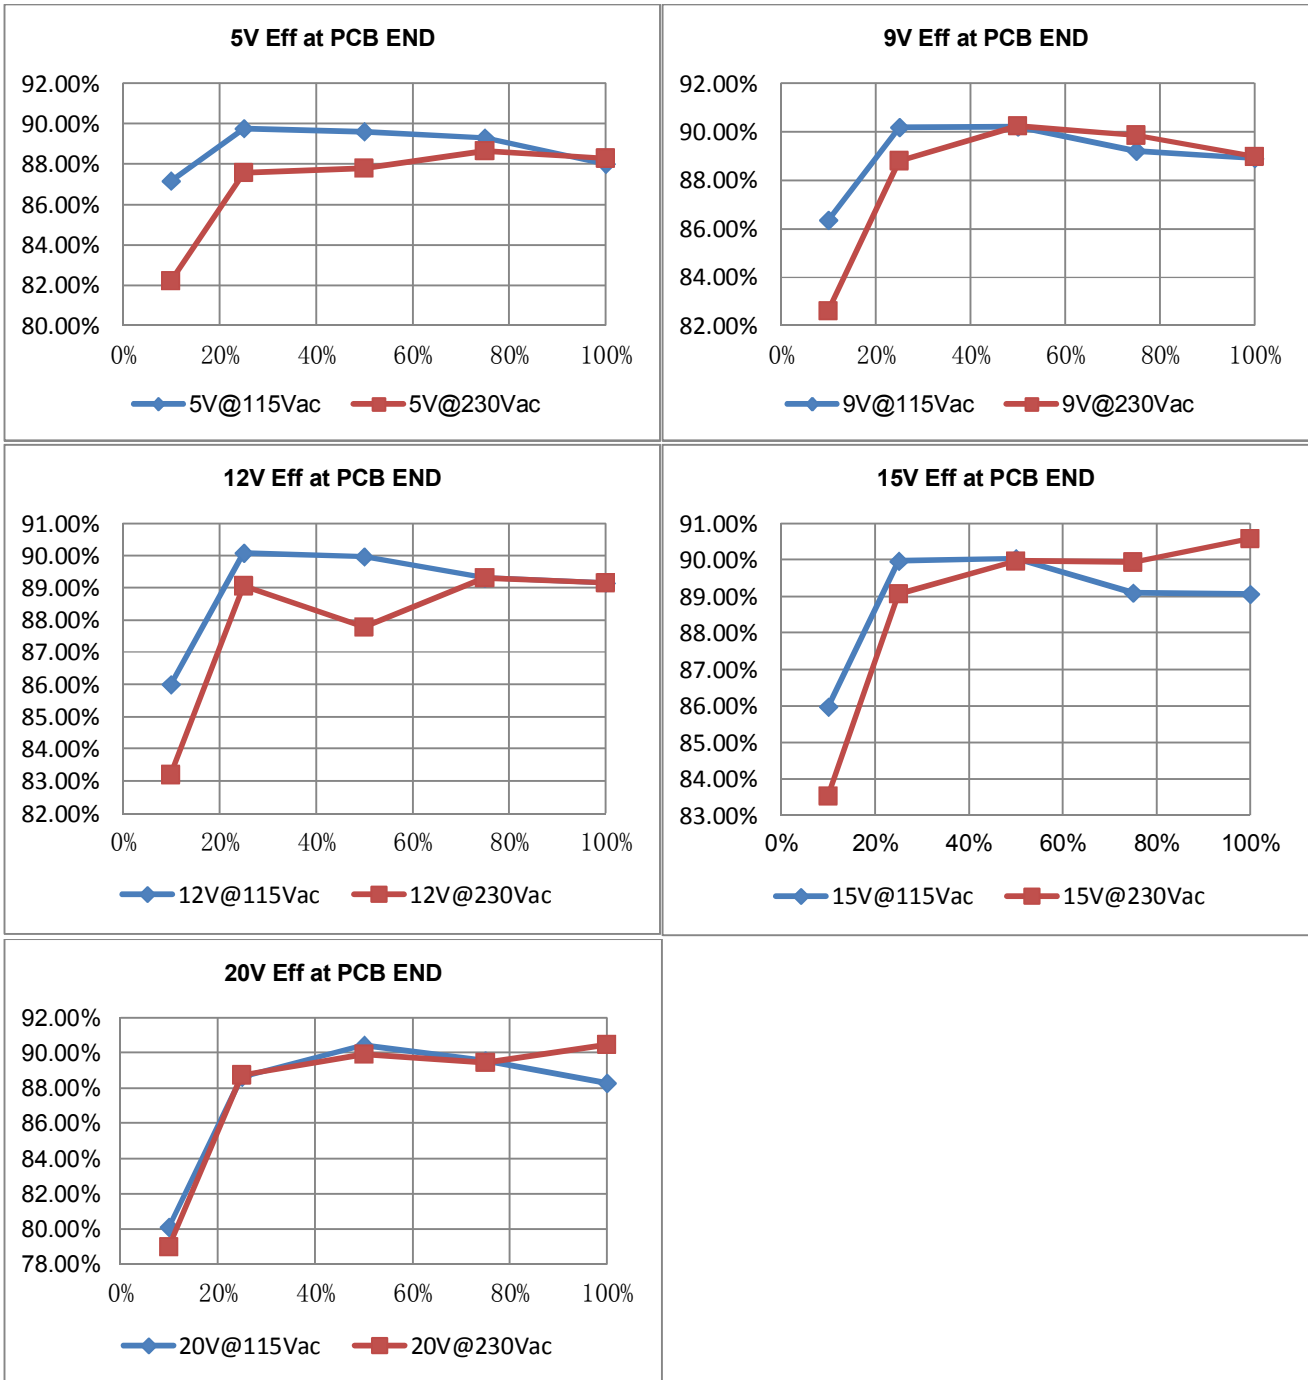 5V Eff at PCB END
92.00%
90.00%
88.00%
86.00%
84.00%
82.00%
80.00%
0% 20% 40% 60% 80% 100%
5V@115Vac 5V@230Vac
9V Eff at PCB END
92.00%
90.00%
88.00%
86.00%
84.00%
82.00%
0% 20% 40% 60% 80% 100%
9V@115Vac 9V@230Vac
12V Eff at PCB END
91.00%
90.00%
89.00%
88.00%
87.00%
86.00%
85.00%
84.00%
83.00%
82.00%
0% 20% 40% 60% 80% 100%
12V@115Vac 12V@230Vac
15V Eff at PCB END
91.00%
90.00%
89.00%
88.00%
87.00%
86.00%
85.00%
84.00%
83.00%
0% 20% 40% 60% 80% 100%
15V@115Vac 15V@230Vac
20V Eff at PCB END
92.00%
90.00%
88.00%
86.00%
84.00%
82.00%
80.00%
78.00%
0% 20% 40% 60% 80% 100%
20V@115Vac 20V@230Vac